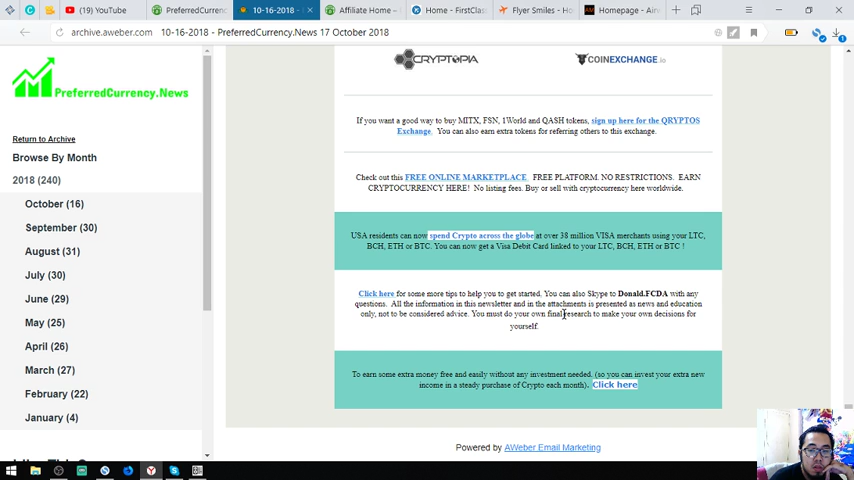 (19) YouTube
PreferredCurrenc
10-16-2018
Affiliate Home –
Home - FirstClas
Flyer Smiles - Ho
Homepage - Aire
archive.aweber.com
10-16-2018 - PreferredCurrency.News 17 October 2018
PreferredCurrency.News
Return to Archive
Browse By Month
2018 (240)
October (16)
September (30)
August (31)
July (30)
June (29)
May (25)
April (26)
March (27)
February (22)
January (4)
CRYPTOPIA
COINEXCHANGE.io
If you want a good way to buy MITX, FSN, 1World and QASH tokens, sign up here for the QRYPTOS
Exchange. You can also earn extra tokens for referring others to this exchange.
Check out this FREE ONLINE MARKETPLACE. FREE PLATFORM. NO RESTRICTIONS. EARN
CRYPTOCURRENCY HERE! No listing fees. Buy or sell with cryptocurrency here worldwide.
USA residents can now spend Crypto across the globe at over 38 million VISA merchants using your LTC,
BCH, ETH or BTC. You can now get a Visa Debit Card linked to your LTC, BCH, ETH or BTC !
Click here for some more tips to help you to get started. You can also Skype to Donald.FCDA with any
questions. All the information in this newsletter and in the attachments is presented as news and education
only, not to be considered advice. You must do your own final research to make your own decisions for
yourself.
To earn some extra money free and easily without any investment needed. (so you can invest your extra new
income in a steady purchase of Crypto each month), Click here
Powered by AWeber Email Marketing